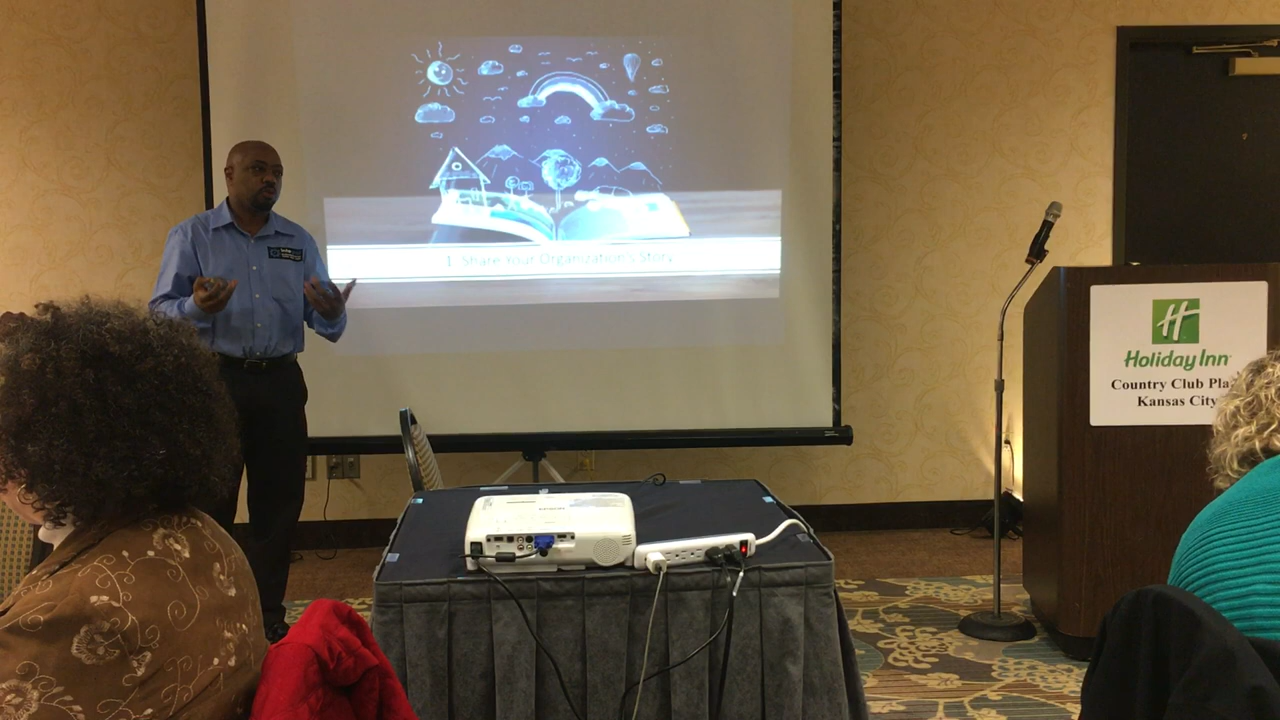 1. Share Your Organization's Story
H
Holiday Inn
Country Club Pla
Kansas City